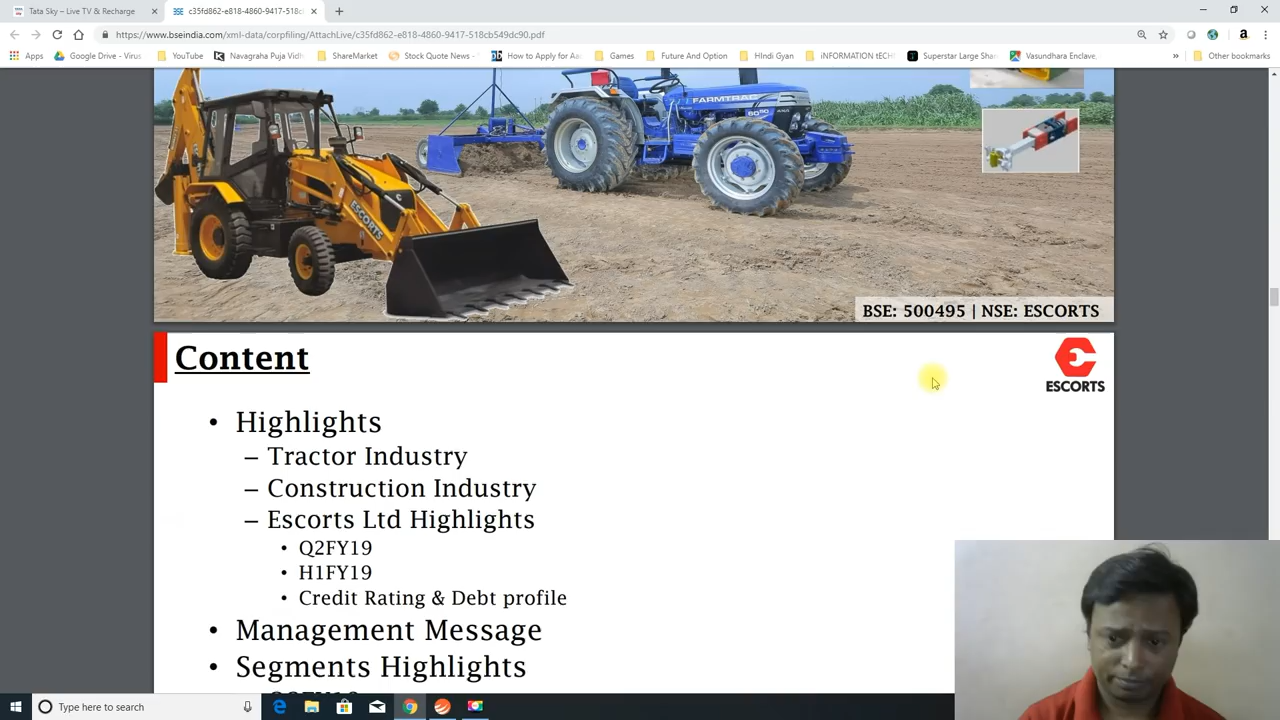 Tata Sky – Live TV & Recharge
c35fd862-e818-4860-9417-518c
https://www.bseindia.com/xml-data/corpfiling/AttachLive/c35fd862-e818-4860-9417-518cb549dc90.pdf
Apps
Google Drive - Virus
YouTube
Navagraha Puja Vidh
ShareMarket
Stock Quote News -
How to Apply for Aad
Games
Future And Option
HIndi Gyan
iNFORMATION tECH
Superstar Large Shar
Vasundhara Enclave,
»
Other bookmarks
FARMTRAC
60
ESCORTS
BSE: 500495 | NSE: ESCORTS
Content
ESCORTS
• Highlights
– Tractor Industry
– Construction Industry
– Escorts Ltd Highlights
• Q2FY19
• H1FY19
• Credit Rating & Debt profile
• Management Message
• Segments Highlights
Type here to search